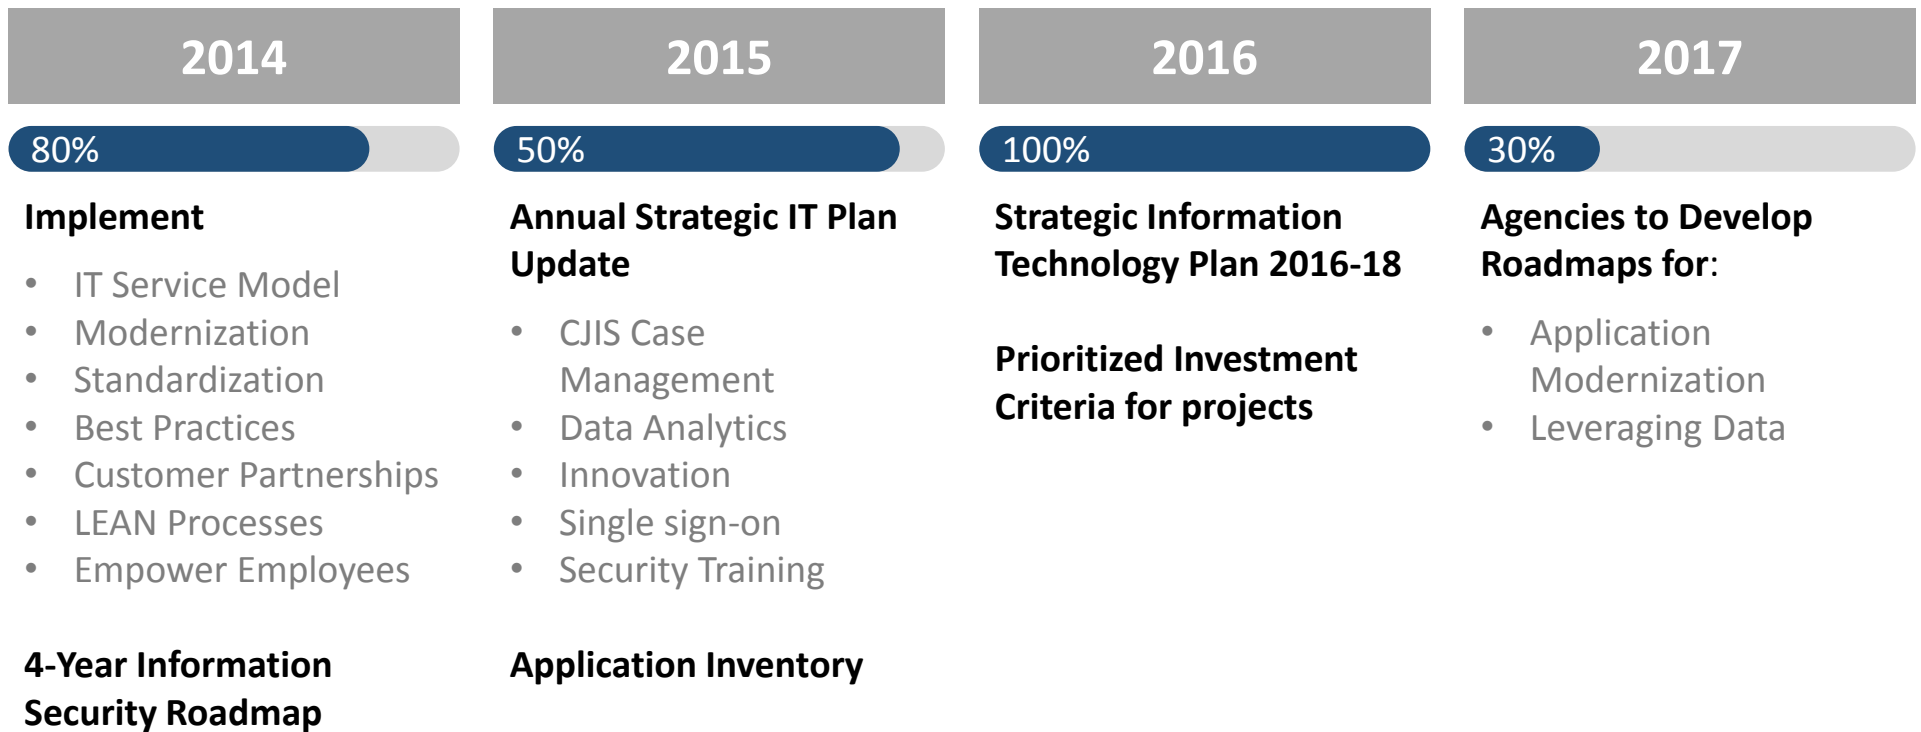 2014
80%
Implement
• IT Service Model
• Modernization
• Standardization
• Best Practices
• Customer Partnerships
• LEAN Processes
• Empower Employees
4-Year Information
Security Roadmap
2015
50%
Annual Strategic IT Plan
Update
• CJIS Case
Management
• Data Analytics
• Innovation
• Single sign-on
• Security Training
Application Inventory
2016
100%
Strategic Information
Technology Plan 2016-18
Prioritized Investment
Criteria for projects
2017
30%
Agencies to Develop
Roadmaps for:
• Application
Modernization
• Leveraging Data